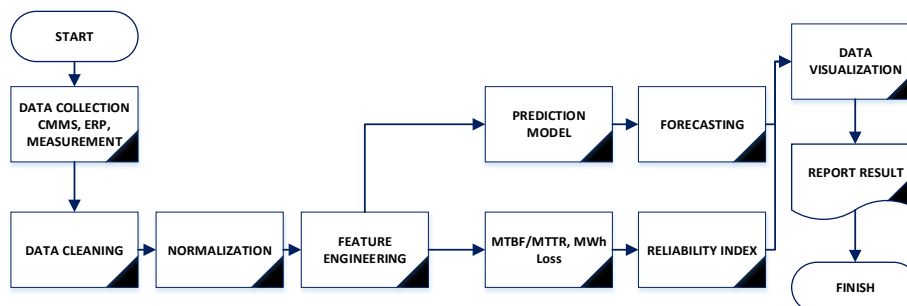 START
DATA COLLECTION
CMMS, ERP,
MEASUREMENT
DATA CLEANING
NORMALIZATION
FEATURE
ENGINEERING
PREDICTION
MODEL
FORECASTING
MTBF/MTTR, MWh
Loss
RELIABILITY INDEX
DATA
VISUALIZATION
REPORT RESULT
FINISH